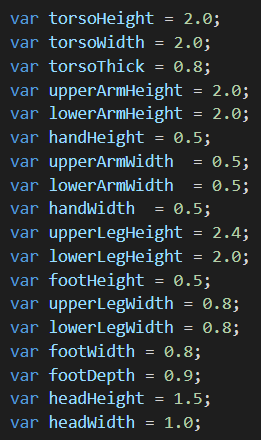 var torsoHeight = 2.0;
var torsoWidth = 2.0;
var torsoThick = 0.8;
var upperArmHeight = 2.0;
var lowerArmHeight = 2.0;
var handHeight = 0.5;
var upperArmWidth  = 0.5;
var lowerArmWidth  = 0.5;
var handWidth  = 0.5;
var upperLegHeight = 2.4;
var lowerLegHeight = 2.0;
var footHeight = 0.5;
var upperLegWidth = 0.8;
var lowerLegWidth = 0.8;
var footWidth = 0.8;
var footDepth = 0.9;
var headHeight = 1.5;
var headWidth = 1.0;